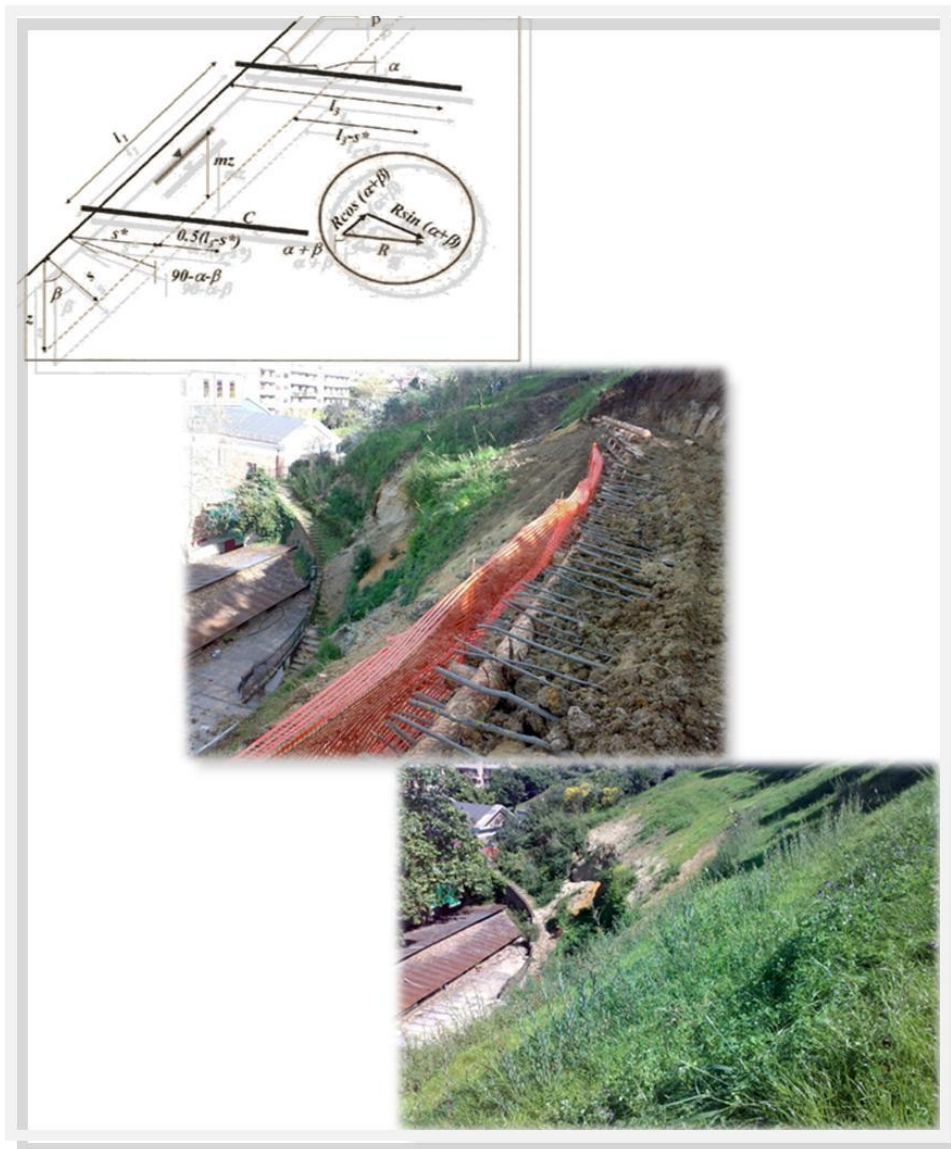 β
α
l₁
l₃
l₃-s*
mz
C
s*
0.5(l₃-s*)
α + β
Rcos (α+β)
Rsin (α+β)
R
90-α-β
s
β
z